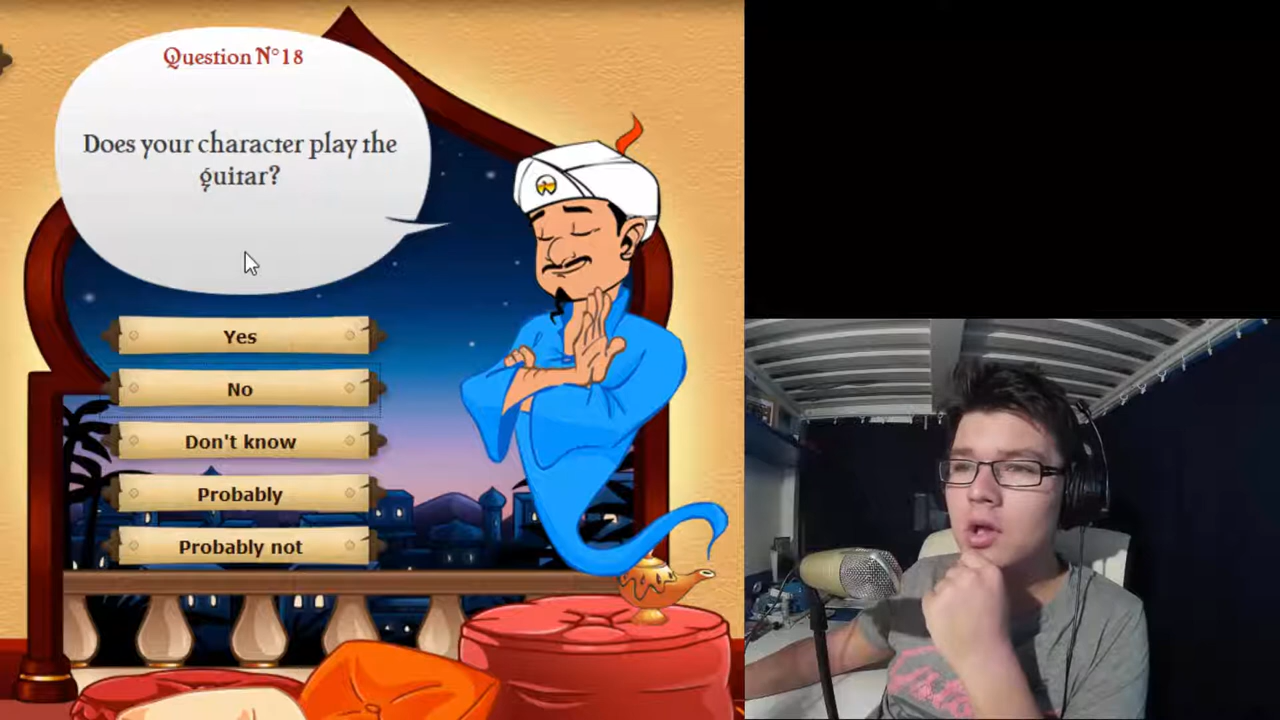 Question N°18
Does your character play the
guitar?
Yes
No
Don't know
Probably
Probably not